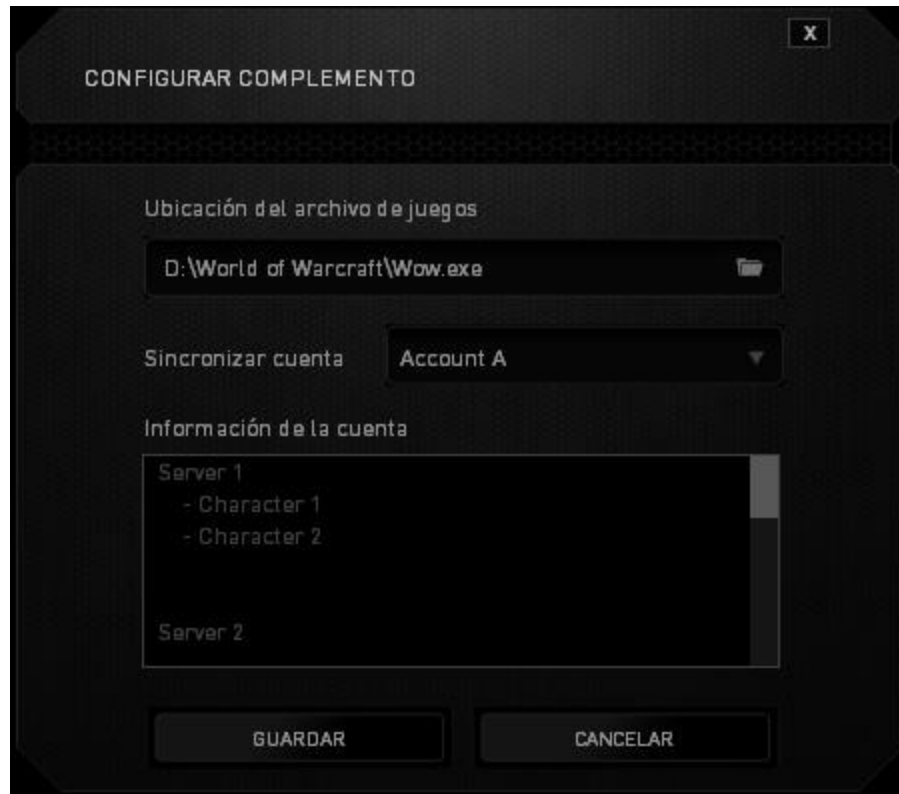 X
CONFIGURAR COMPLEMENTO
Ubicación del archivo de juegos
D:\World of Warcraft\Wow.exe
Sincronizar cuenta Account A
Información de la cuenta
Server 1
- Character 1
- Character 2
Server 2
GUARDAR CANCELAR